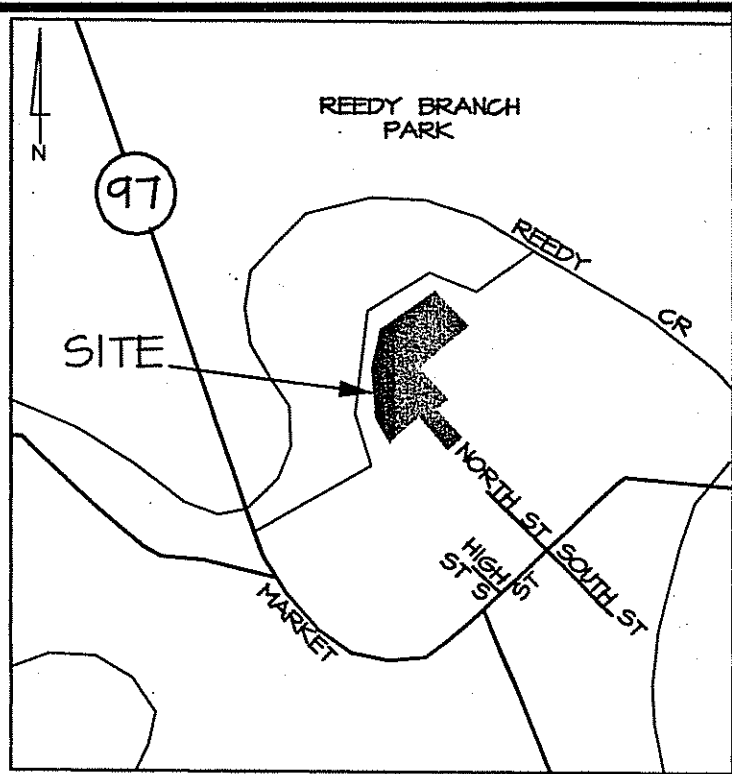 REEDY BRANCH
PARK
N
97
REEDY
CR
SITE
NORTH ST
SOUTH ST
HIGH
ST S
ST
MARKET